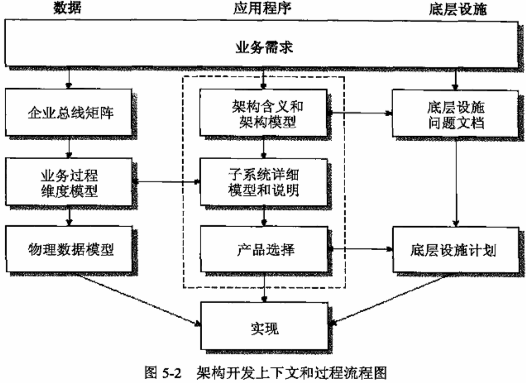 数据 应用程序 底层设施
业务需求
企业总线矩阵
架构含义和
架构模型
底层设施
问题文档
业务过程
维度模型
子系统详细
模型和说明
物理数据模型
产品选择
底层设施计划
实现
图 5-2 架构开发上下文和过程流程图